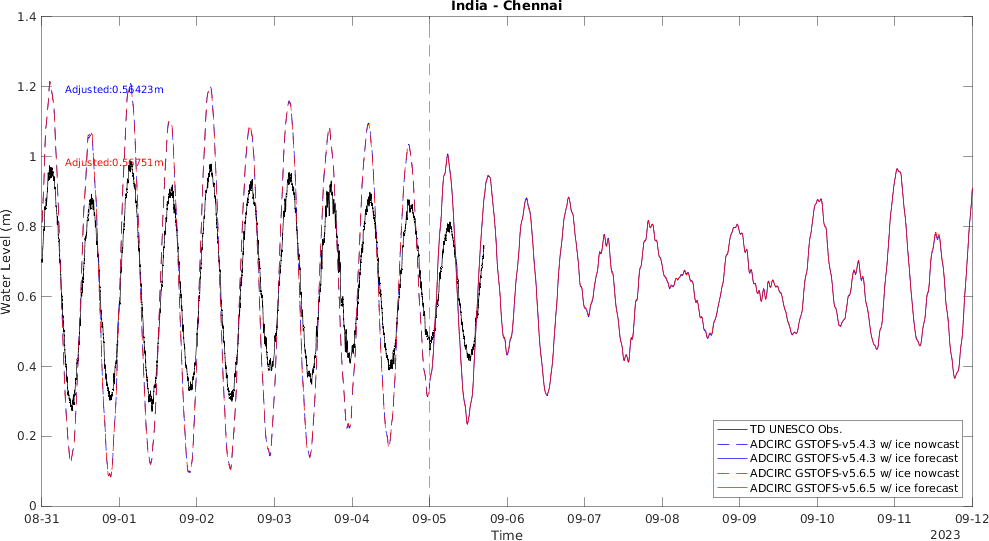 India - Chennai
1.4
1.2
1
0.8
0.6
0.4
0.2
0
Water Level (m)
Adjusted:0.56423m
Adjusted:0.56751m
TD UNESCO Obs.
ADCIRC GSTOFS-v5.4.3 w/ ice nowcast
ADCIRC GSTOFS-v5.4.3 w/ ice forecast
ADCIRC GSTOFS-v5.6.5 w/ ice nowcast
ADCIRC GSTOFS-v5.6.5 w/ ice forecast
08-31 09-01 09-02 09-03 09-04 09-05 09-06 09-07 09-08 09-09 09-10 09-11 09-12
Time
2023